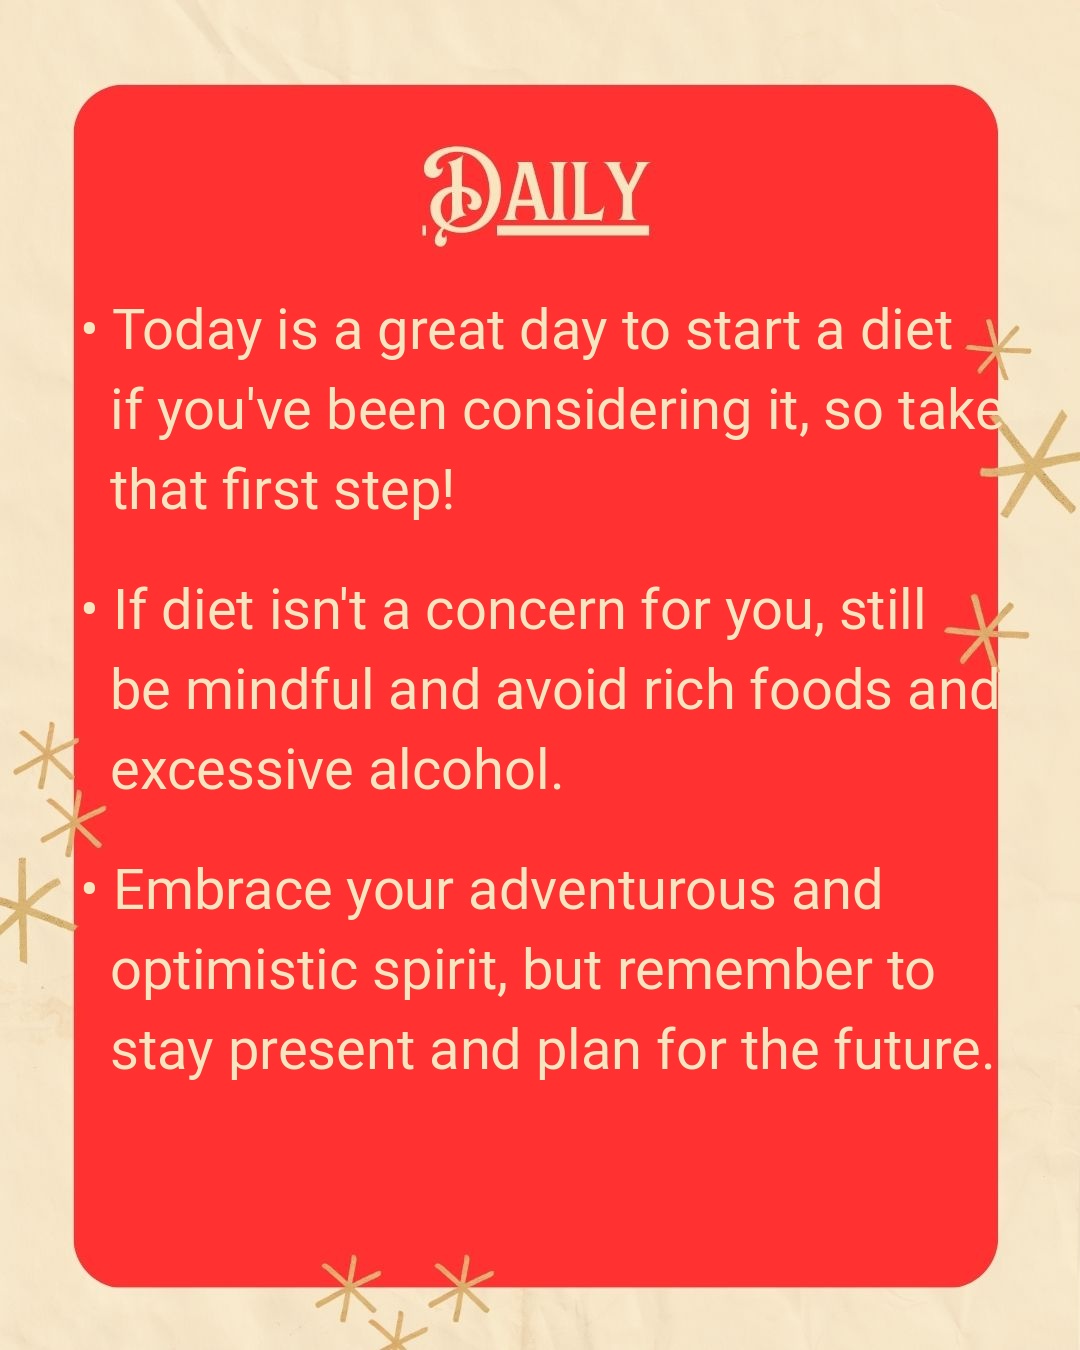 Daily
• Today is a great day to start a diet
if you've been considering it, so take
that first step!
• If diet isn't a concern for you, still
be mindful and avoid rich foods and
excessive alcohol.
• Embrace your adventurous and
optimistic spirit, but remember to
stay present and plan for the future.